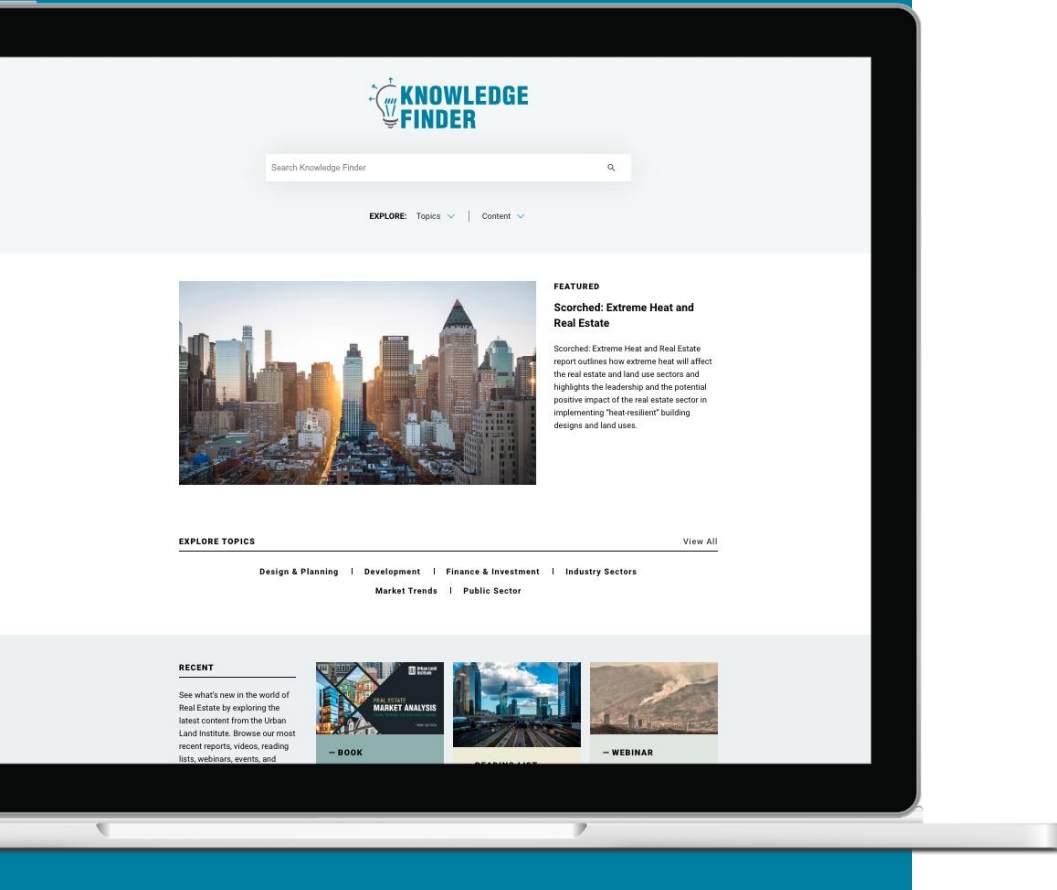 KNOWLEDGE
FINDER
Search Knowledge Finder
EXPLORE: Topics | Content
FEATURED
Scorched: Extreme Heat and
Real Estate
Scorched: Extreme Heat and Real Estate
report outlines how extreme heat will affect
the real estate and land use sectors and
highlights the leadership and the potential
positive impact of the real estate sector in
implementing "heat-resilient" building
designs and land uses.
EXPLORE TOPICS
View All
Design & Planning | Development | Finance & Investment | Industry Sectors
Market Trends | Public Sector
RECENT
See what's new in the world of
Real Estate by exploring the
latest content from the Urban
Land Institute. Browse our most
recent reports, videos, reading
lists, webinars, events, and
Urban Land
Institute
REAL ESTATE
MARKET ANALYSIS
— BOOK
READING LIST
— WEBINAR